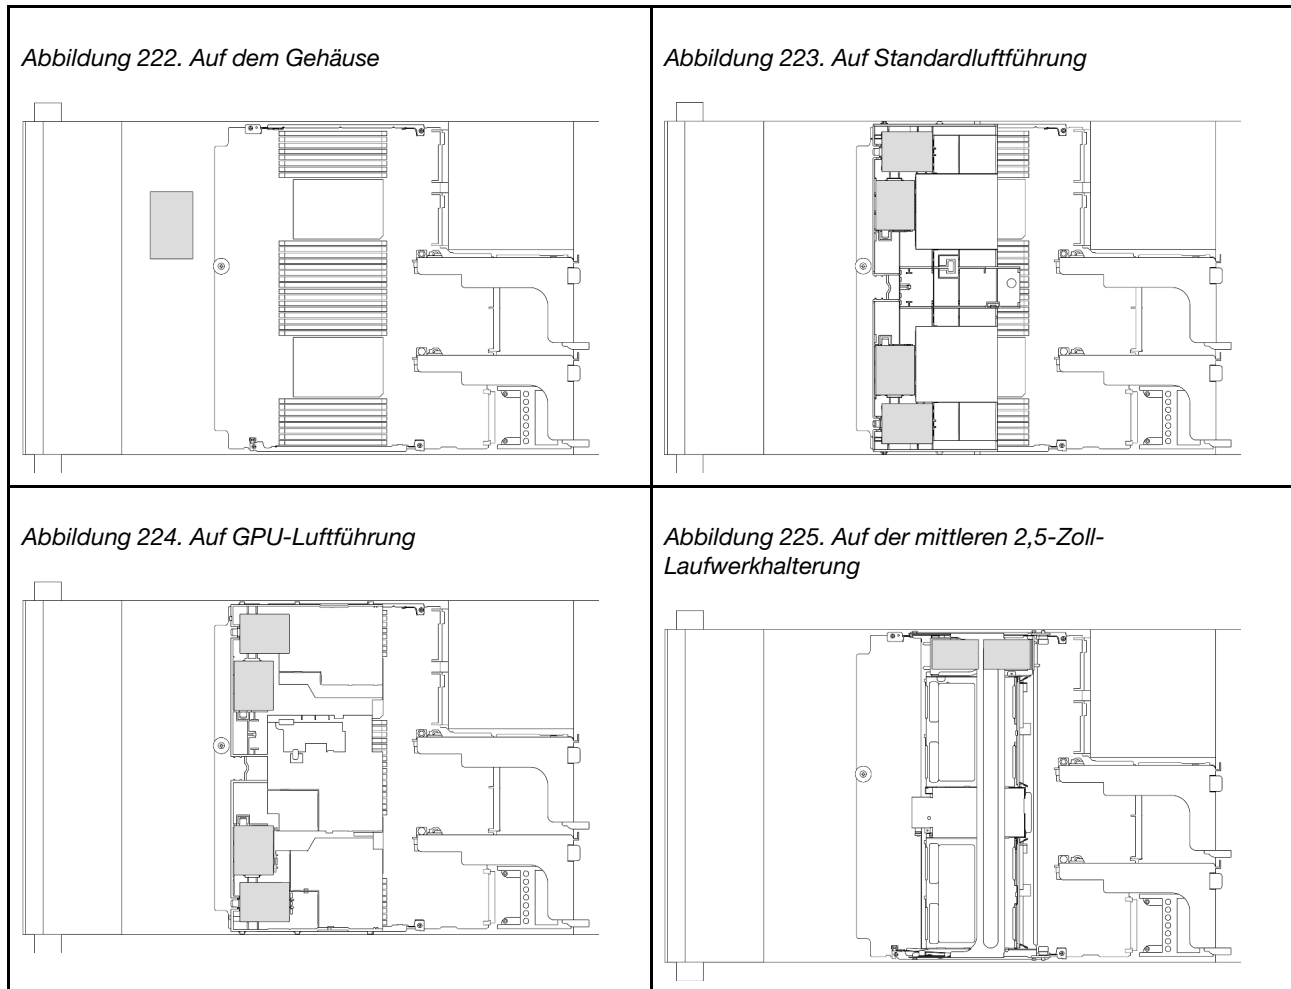 Abbildung 222. Auf dem Gehäuse
Abbildung 223. Auf Standardluftführung
Abbildung 224. Auf GPU-Luftführung
Abbildung 225. Auf der mittleren 2,5-Zoll-
Laufwerkhalterung